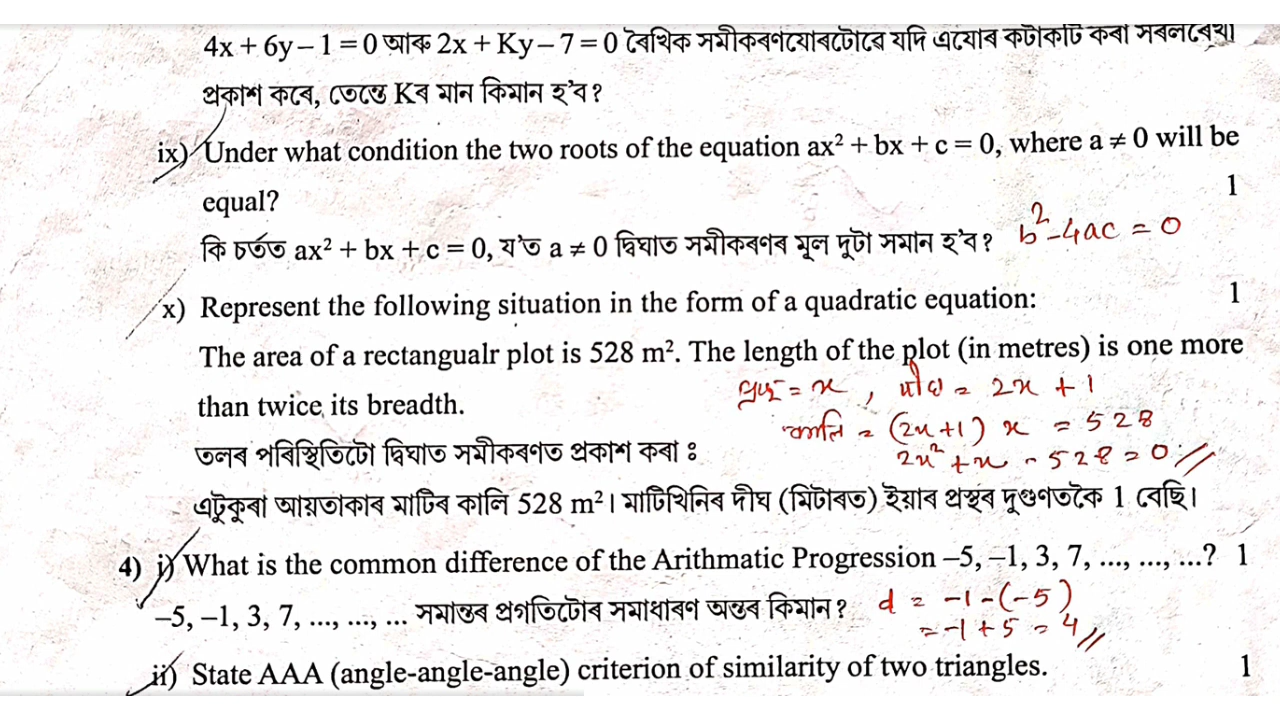 4x + 6y – 1 = 0 আৰু 2x + Ky – 7 = 0 ৰৈখিক সমীকৰণযোৰটোৱে যদি এযোৰ কটাকটি কৰা সৰলৰেখা
প্ৰকাশ কৰে, তেন্তে Kৰ মান কিমান হ'ব?
ix) Under what condition the two roots of the equation ax² + bx + c = 0, where a ≠ 0 will be
equal? 1
কি চৰ্তত ax² + bx + c = 0, য'ত a ≠ 0 দ্বিঘাত সমীকৰণৰ মূল দুটা সমান হ'ব? b² - 4ac = 0
x) Represent the following situation in the form of a quadratic equation: 1
The area of a rectangualr plot is 528 m². The length of the plot (in metres) is one more
than twice its breadth.
প্ৰস্থ = x, দীঘ = 2x + 1
কালি = (2x+1) x = 528
2x² + x - 528 = 0
তলৰ পৰিস্থিতিটো দ্বিঘাত সমীকৰণত প্ৰকাশ কৰা ঃ
এটুকুৰা আয়তাকাৰ মাটিৰ কালি 528 m²। মাটিখিনিৰ দীঘ (মিটাৰত) ইয়াৰ প্ৰস্থৰ দুগুণতকৈ 1 বেছি।
4) i) What is the common difference of the Arithmatic Progression –5, –1, 3, 7, ..., ..., ...? 1
–5, –1, 3, 7, ..., ..., ... সমান্তৰ প্ৰগতিটোৰ সমাধাৰণ অন্তৰ কিমান? d = -1-(-5)
= -1 + 5 = 4
ii) State AAA (angle-angle-angle) criterion of similarity of two triangles. 1